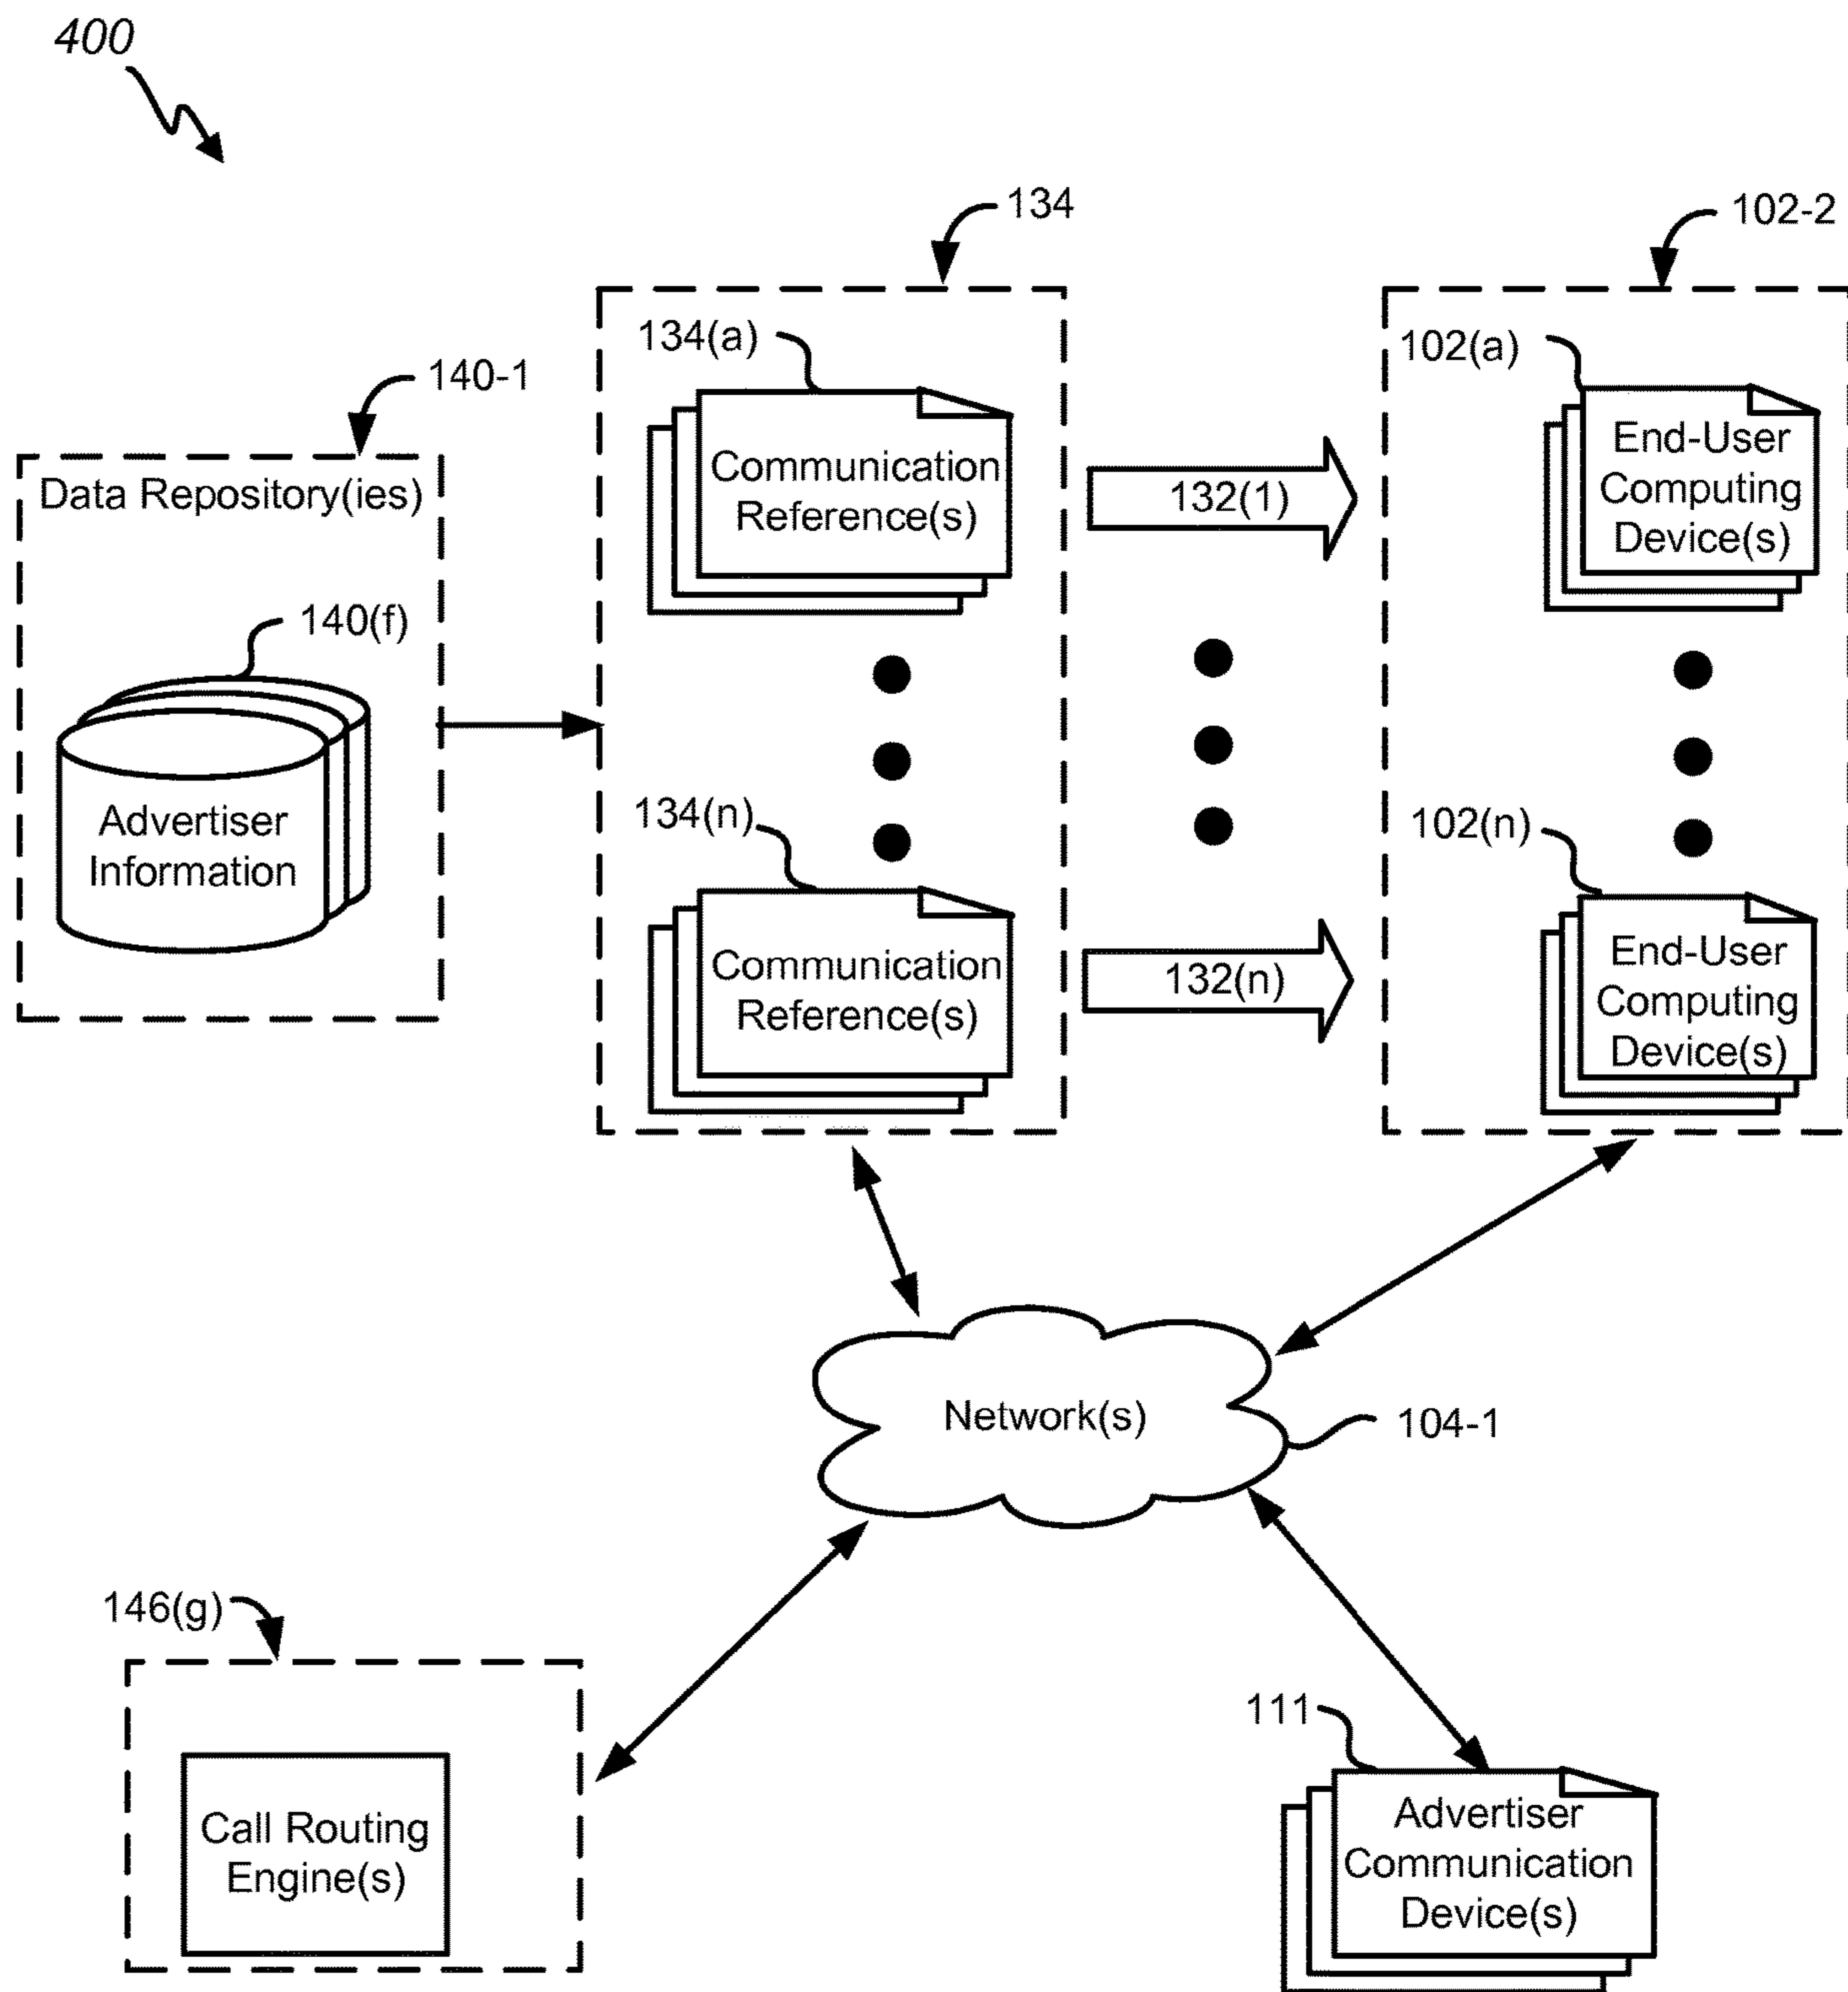 400
134
102-2
134(a)
102(a)
140-1
Data Repository(ies)
Communication
Reference(s)
132(1)
End-User
Computing
Device(s)
140(f)
Advertiser
Information
134(n)
102(n)
Communication
Reference(s)
132(n)
End-User
Computing
Device(s)
Network(s)
104-1
146(g)
Call Routing
Engine(s)
111
Advertiser
Communication
Device(s)